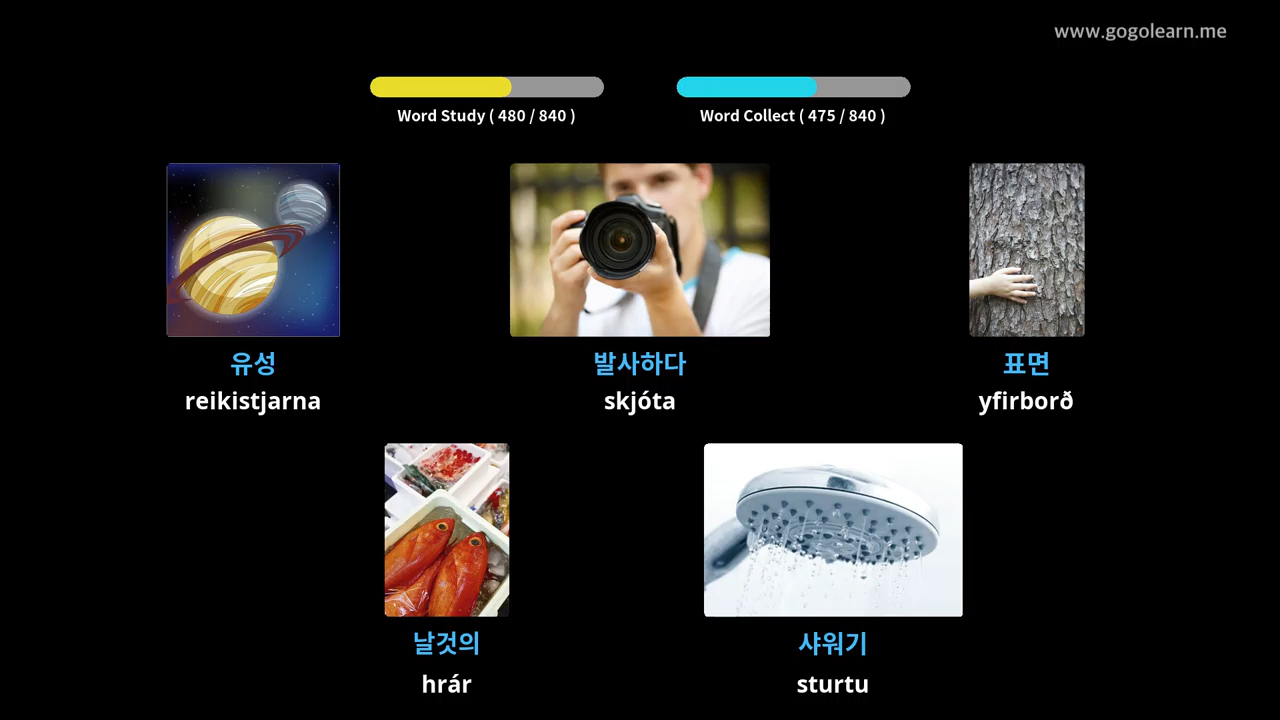 www.gogolearn.me
Word Study ( 480 / 840 )
Word Collect ( 475 / 840 )
유성
reikistjarna
발사하다
skjóta
표면
yfirborð
날것의
hrár
샤워기
sturtu